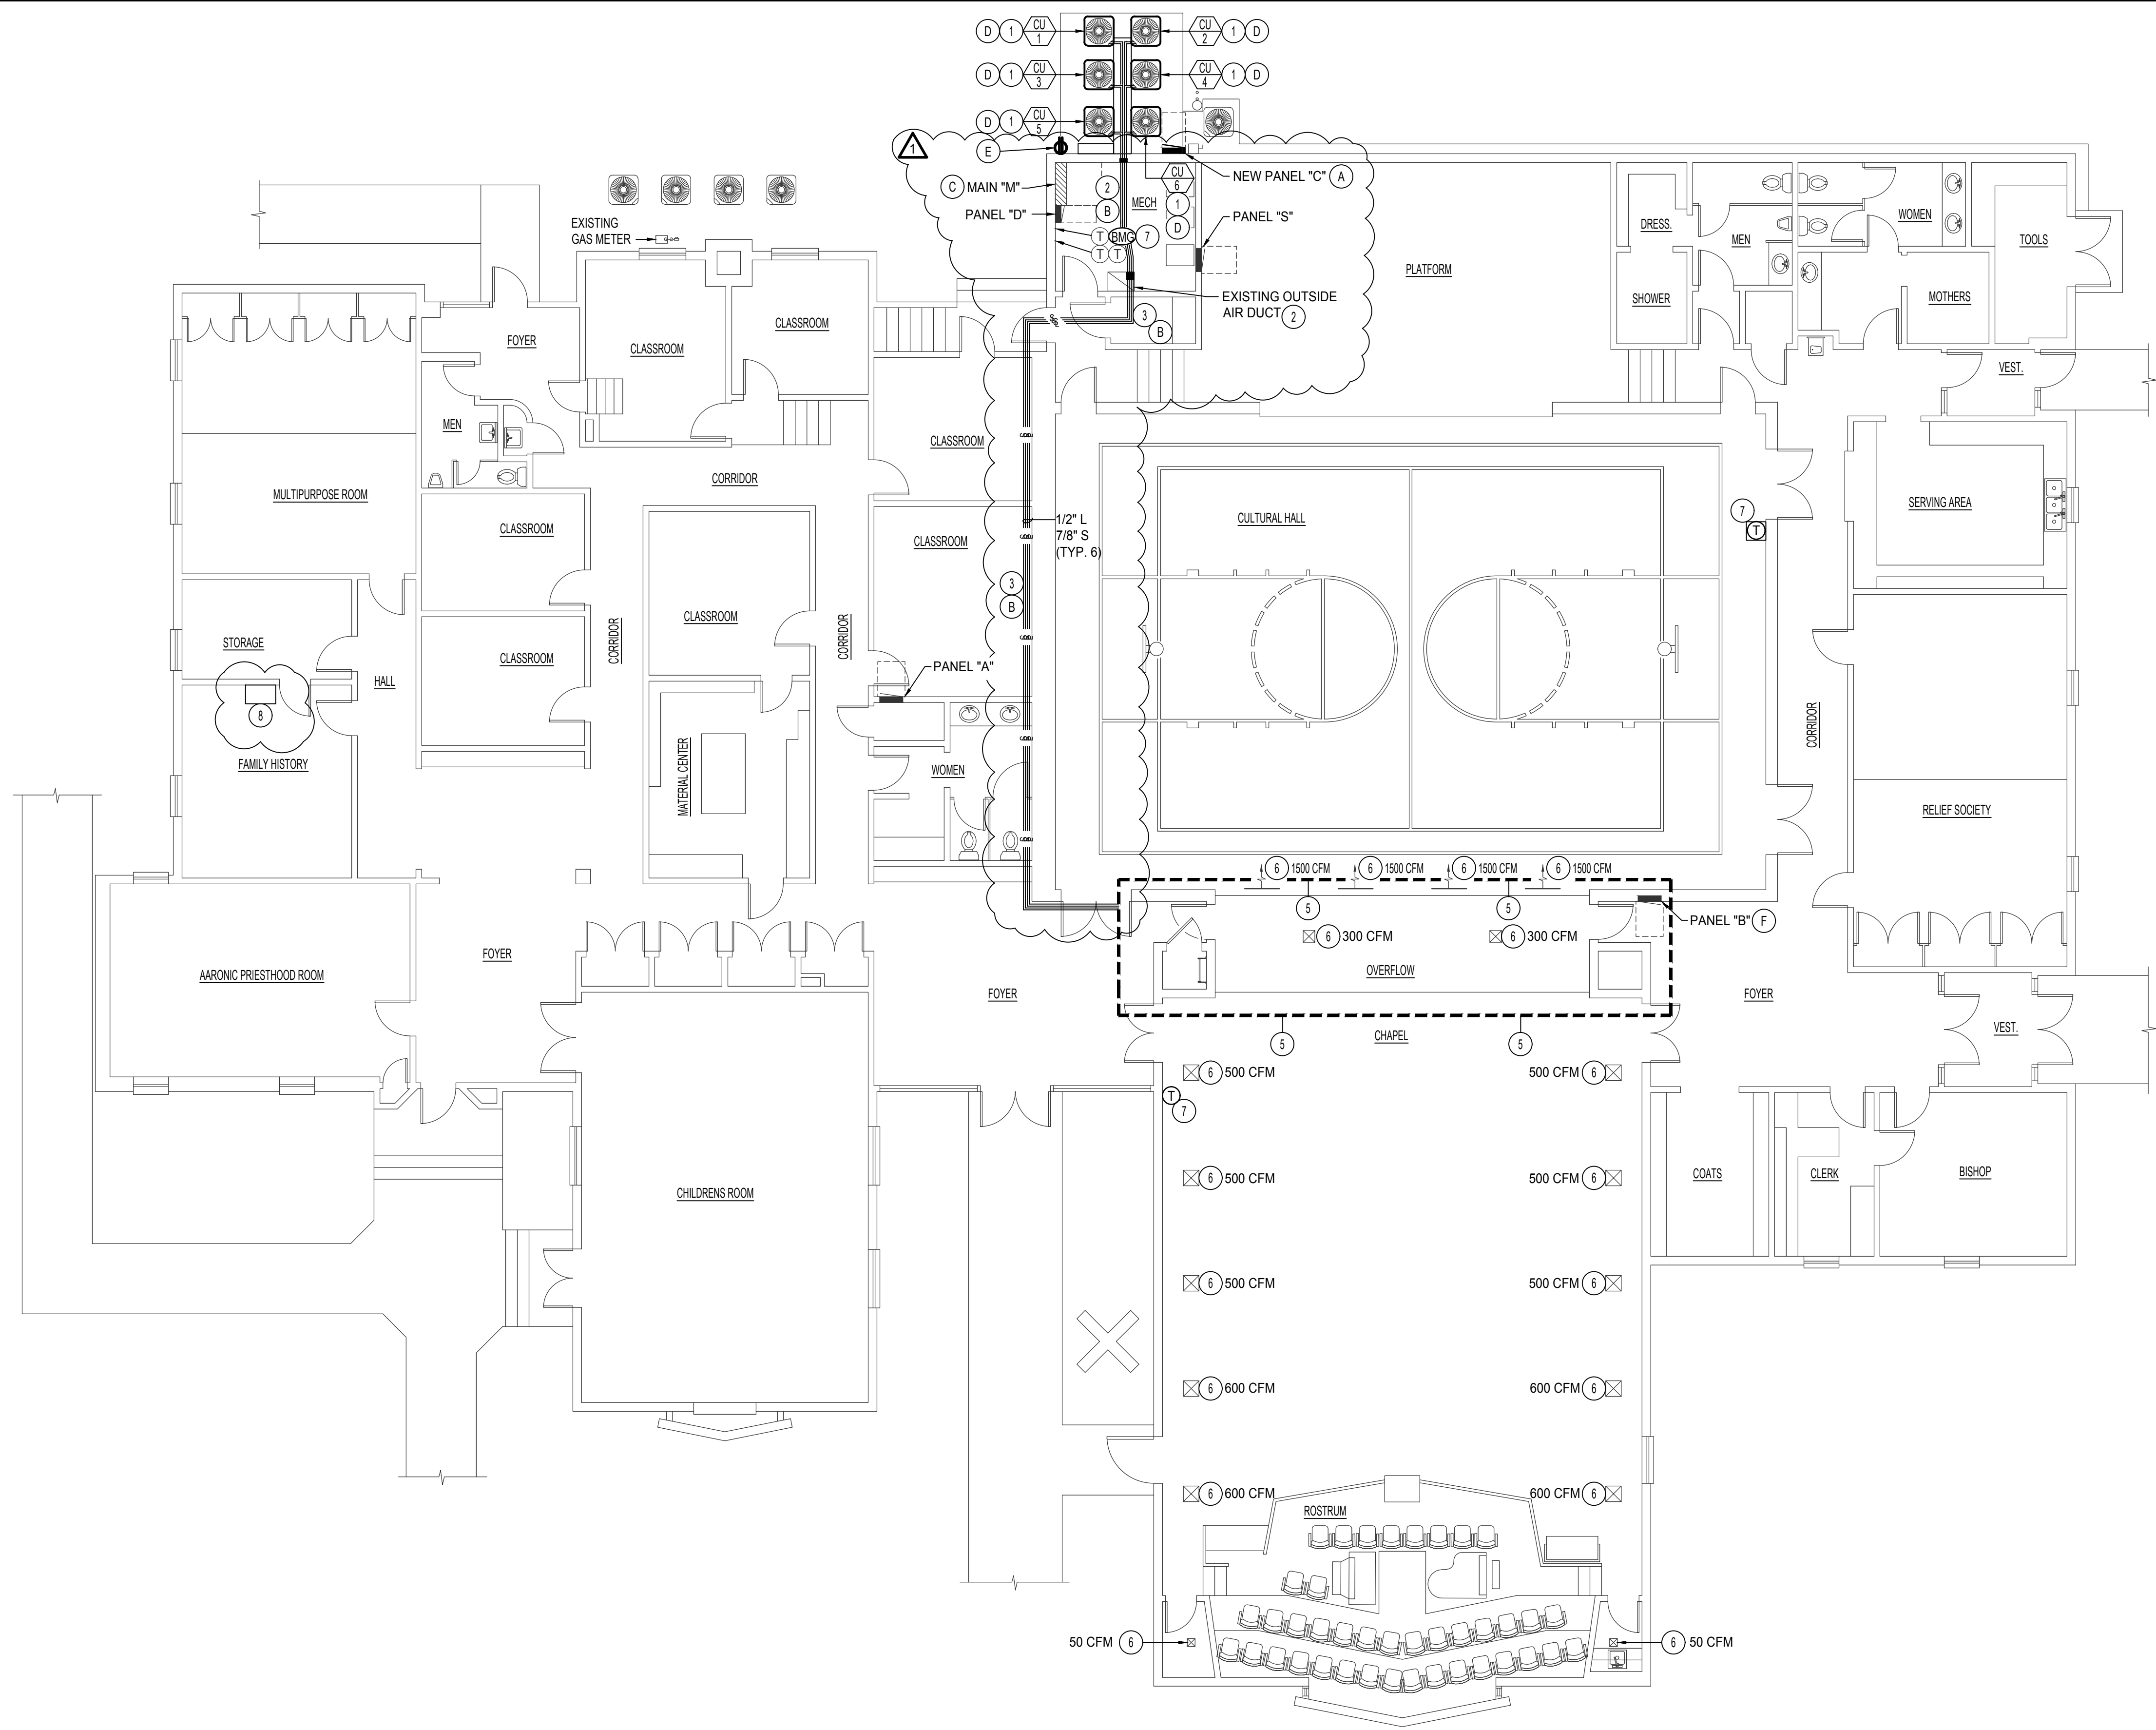 D 1 CU 1
CU 2 1 D
D 1 CU 3
CU 4 1 D
D 1 CU 5
1
E
C MAIN "M"
2
B
CU 6
1
D
MECH
NEW PANEL "C" A
PANEL "D"
PANEL "S"
T BMG 7
T T
EXISTING
GAS METER
EXISTING OUTSIDE
AIR DUCT 2
3
B
PLATFORM
DRESS.
MEN
WOMEN
TOOLS
SHOWER
MOTHERS
VEST.
FOYER
CLASSROOM
CLASSROOM
MEN
CLASSROOM
CORRIDOR
MULTIPURPOSE ROOM
CLASSROOM
CLASSROOM
1/2" L
7/8" S
(TYP. 6)
CULTURAL HALL
7
T
SERVING AREA
3
B
CLASSROOM
CORRIDOR
CORRIDOR
STORAGE
CLASSROOM
HALL
PANEL "A"
8
FAMILY HISTORY
MATERIAL CENTER
WOMEN
CORRIDOR
RELIEF SOCIETY
6 1500 CFM
6 1500 CFM
6 1500 CFM
6 1500 CFM
5
5
PANEL "B" F
6 300 CFM
6 300 CFM
OVERFLOW
AARONIC PRIESTHOOD ROOM
FOYER
FOYER
FOYER
VEST.
5
5
CHAPEL
6 500 CFM
500 CFM 6
T
7
6 500 CFM
500 CFM 6
COATS
CLERK
BISHOP
CHILDRENS ROOM
6 500 CFM
500 CFM 6
6 600 CFM
600 CFM 6
6 600 CFM
600 CFM 6
ROSTRUM
50 CFM 6
6 50 CFM